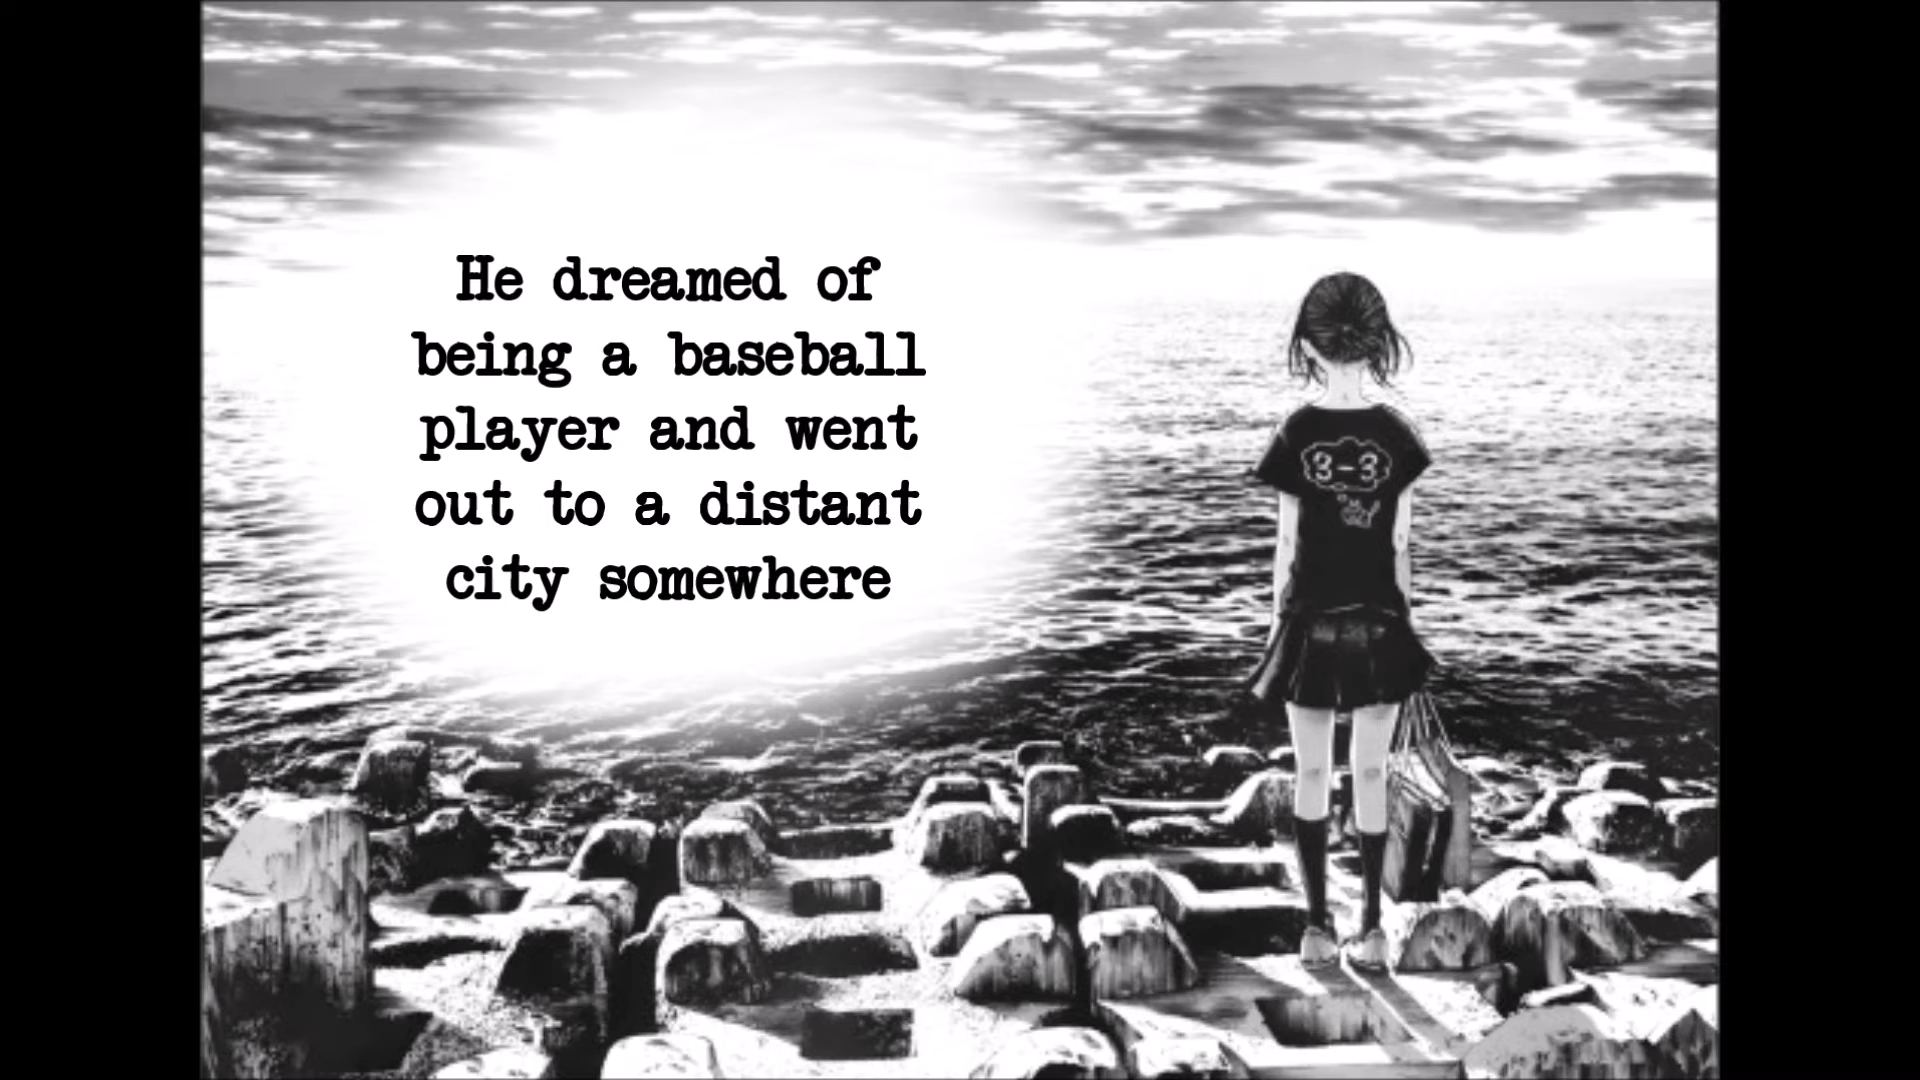 He dreamed of
being a baseball
player and went
out to a distant
city somewhere
3-3